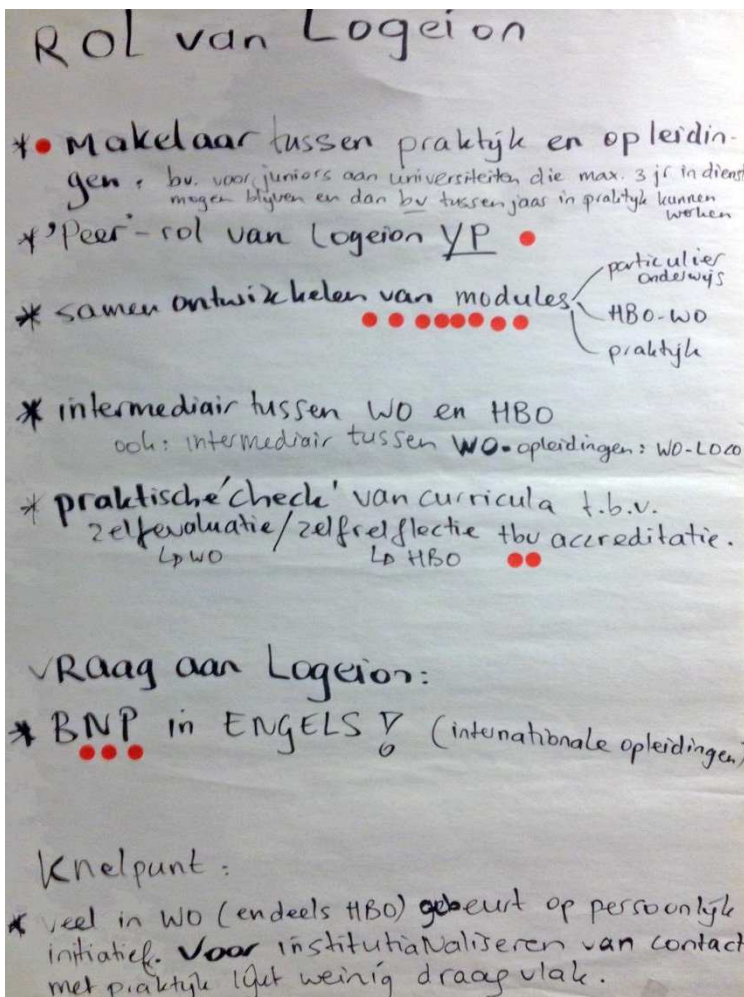 Rol van Logeion
* Makelaar tussen praktijk en opleidin-
gen. bv. voor juniors aan universiteiten die max. 3 jr in dienst
mogen blijven en dan bv tussenjaas in praktijk kunnen
werken
* 'Peer'-rol van Logeion YP
* samen ontwikkelen van modules
particulier
onderwijs
HBO-WO
praktijk
* intermediair tussen WO en HBO
ook: intermediair tussen WO-opleidingen: WO-LOCO
* praktische 'check' van curricula t.b.v.
zelfevaluatie/zelfrelflectie tbv accreditatie.
↳ WO ↳ HBO
Vraag aan Logeion:
* BNP in ENGELS! (internationale opleidingen)
Knelpunt:
* veel in WO (en deels HBO) gebeurt op persoonlijk
initiatief. Voor institutionaliseren van contact
met praktijk lijkt weinig draagvlak.